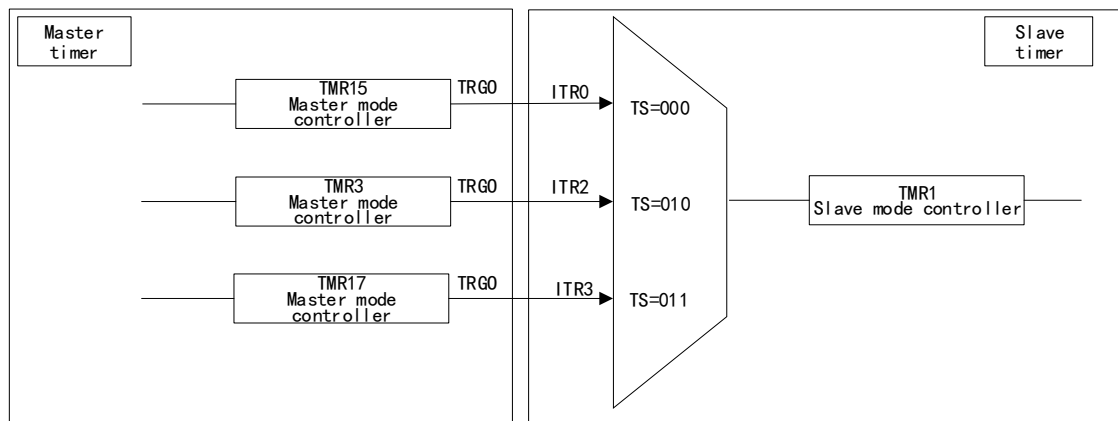 Master
timer
Slave
timer
TMR15
Master mode
controller
TRGO
ITR0
TS=000
TMR3
Master mode
controller
TRGO
ITR2
TS=010
TMR1
Slave mode controller
TMR17
Master mode
controller
TRGO
ITR3
TS=011